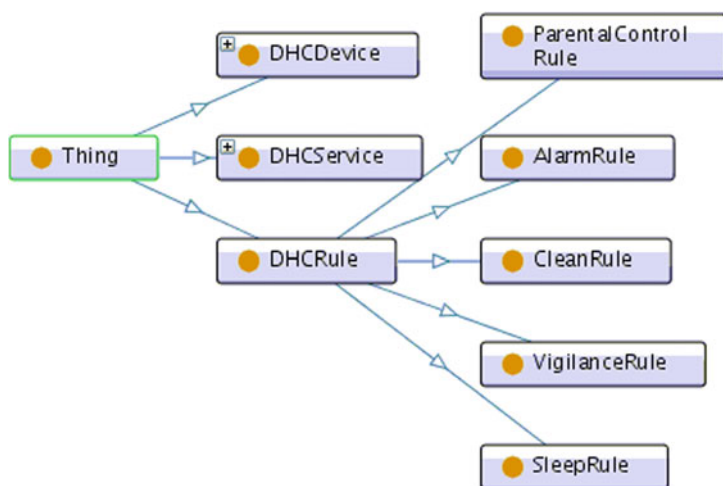 DHCDevice
ParentalControl
Rule
Thing
DHCService
AlarmRule
DHCRule
CleanRule
VigilanceRule
SleepRule